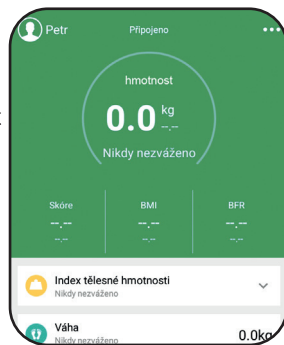 Petr Připojeno •••
hmotnost
0.0 kg
--.--
Nikdy nezváženo
Skóre BMI BFR
--.-- --.-- --.--
--.-- --.-- --.--
Index tělesné hmotnosti
Nikdy nezváženo
Váha 0.0kg
Nikdy nezváženo